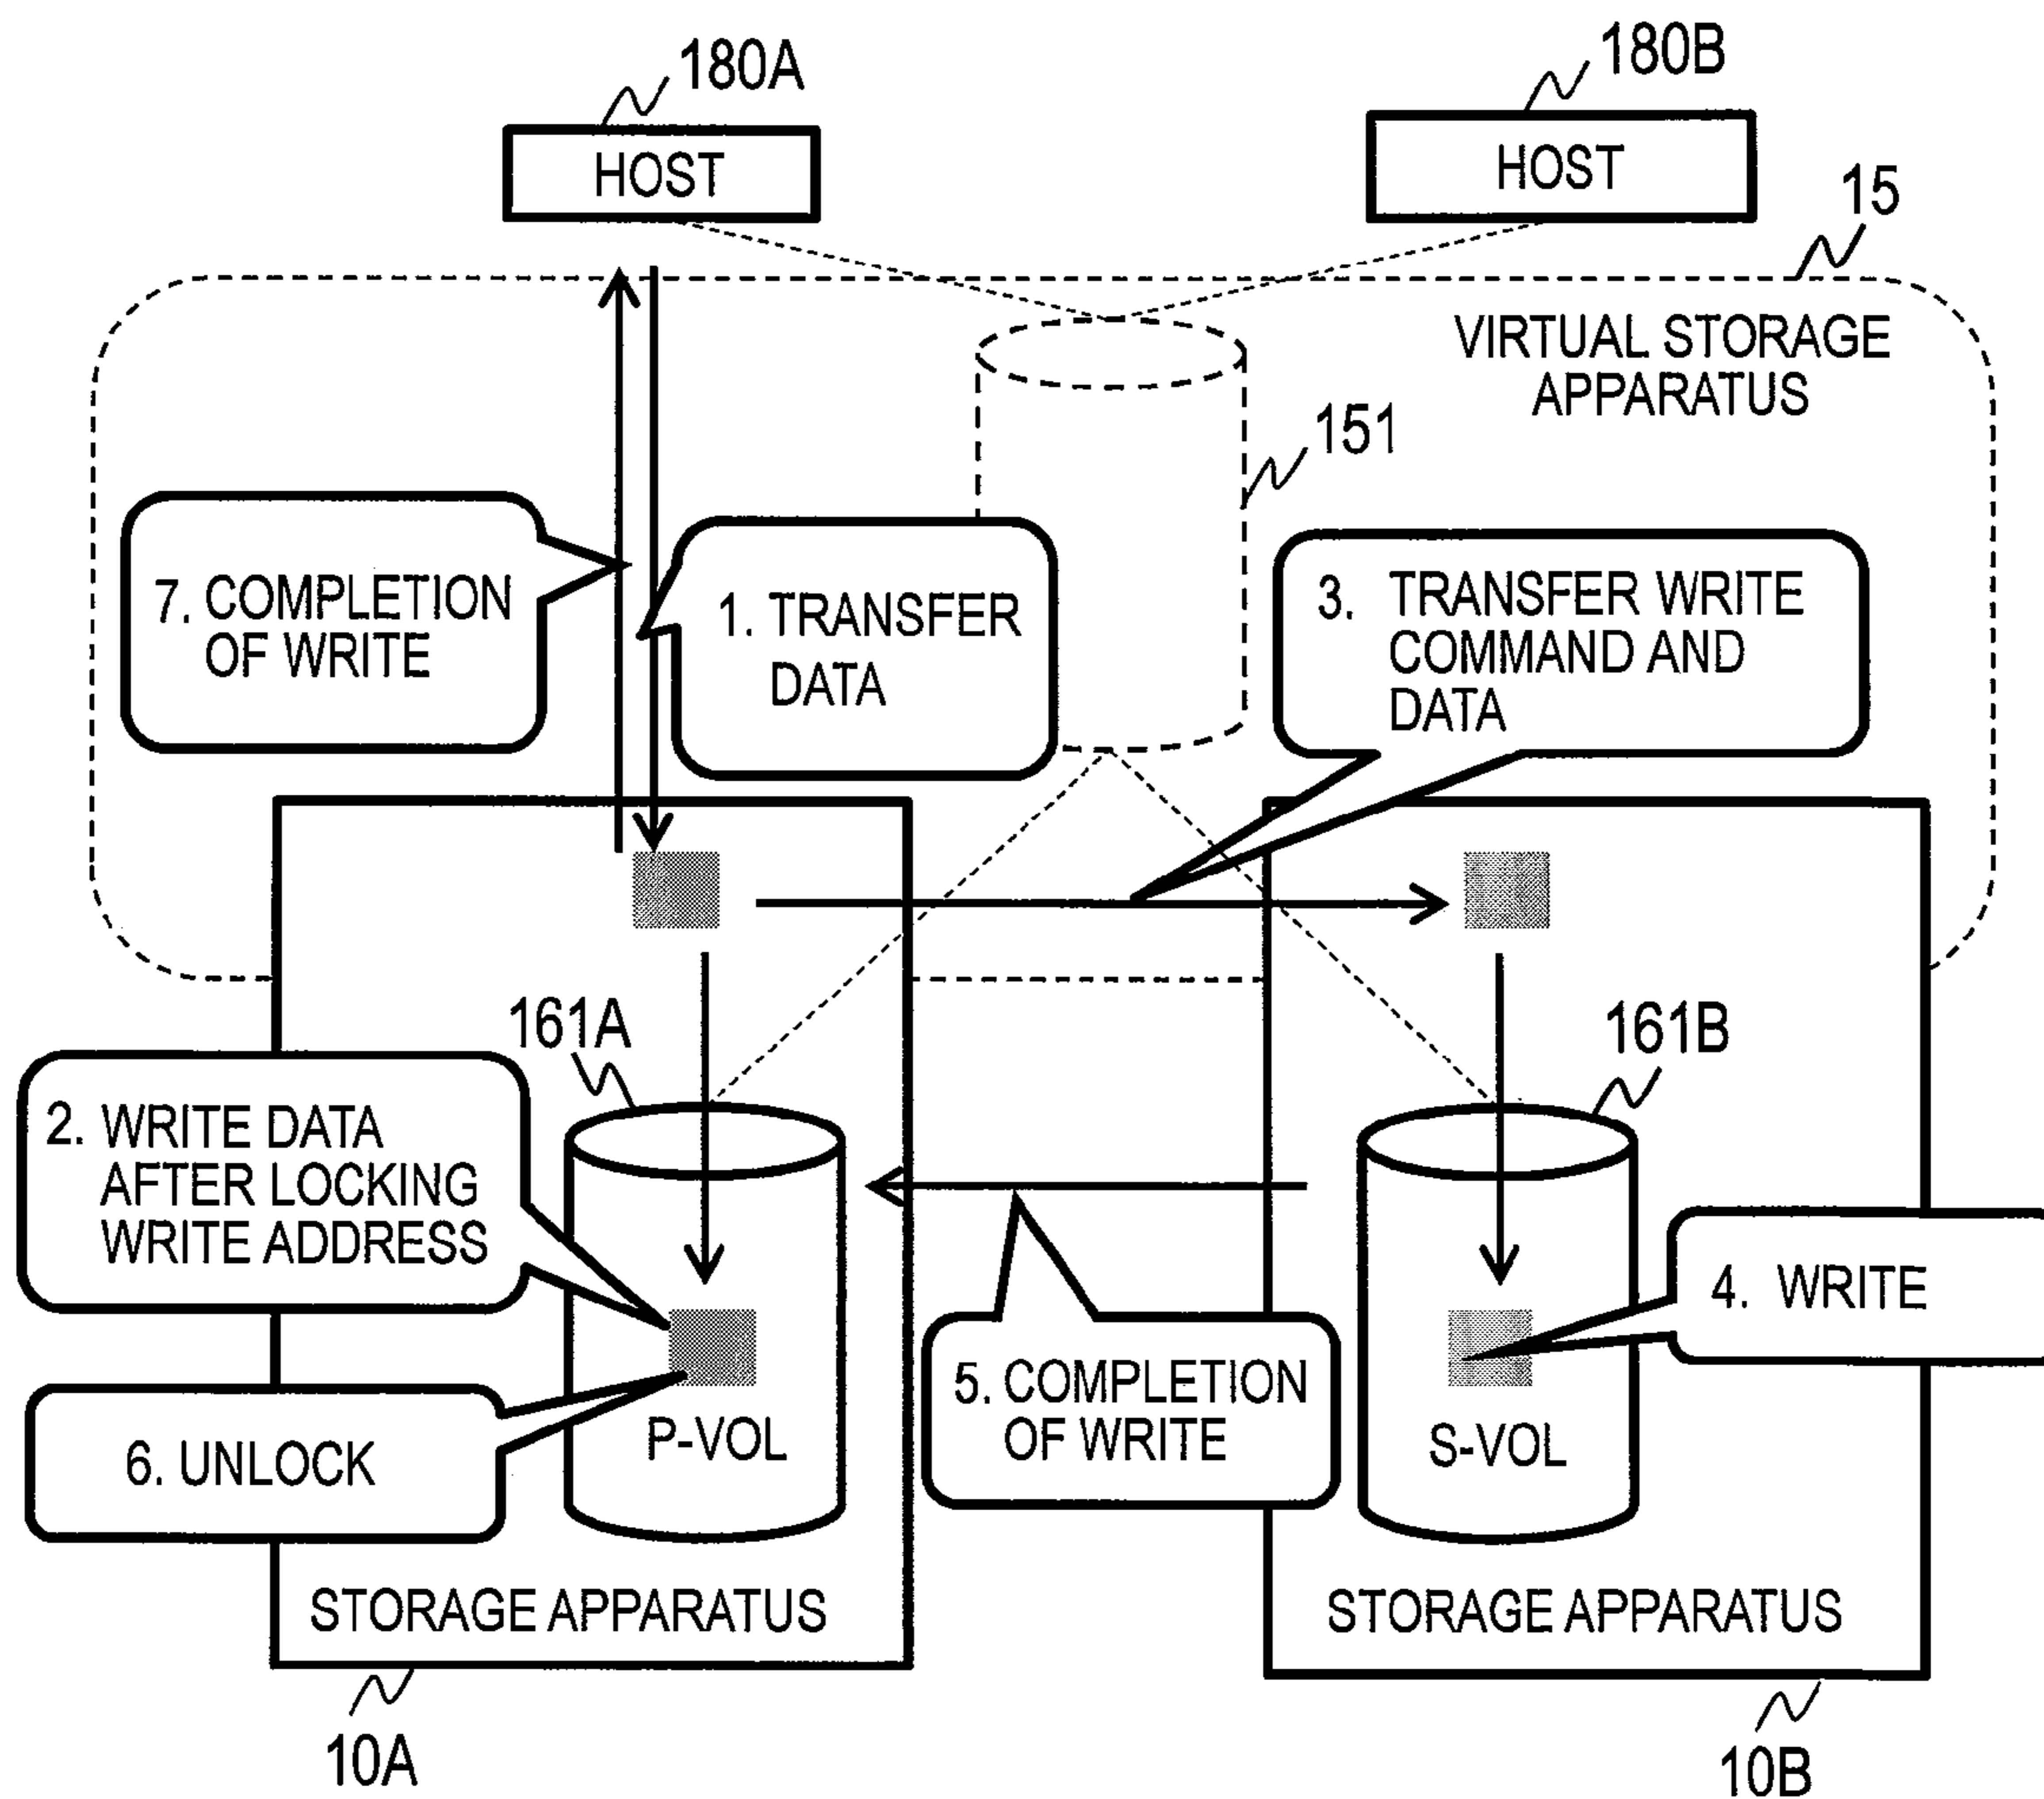 180A
180B
HOST
HOST
15
VIRTUAL STORAGE
APPARATUS
151
7. COMPLETION
OF WRITE
1. TRANSFER
DATA
3. TRANSFER WRITE
COMMAND AND
DATA
161A
161B
2. WRITE DATA
AFTER LOCKING
WRITE ADDRESS
4. WRITE
5. COMPLETION
OF WRITE
6. UNLOCK
P-VOL
S-VOL
STORAGE APPARATUS
STORAGE APPARATUS
10A
10B